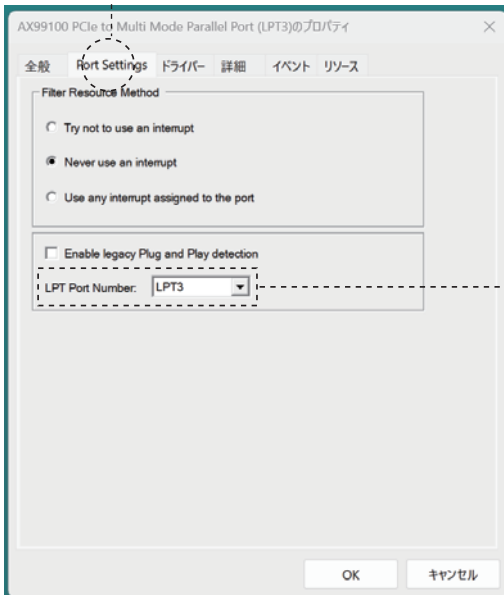 AX99100 PCIe to Multi Mode Parallel Port (LPT3)のプロパティ
全般 Port Settings ドライバー 詳細 イベント リソース
Filter Resource Method
Try not to use an interrupt
Never use an interrupt
Use any interrupt assigned to the port
Enable legacy Plug and Play detection
LPT Port Number: LPT3
OK キャンセル